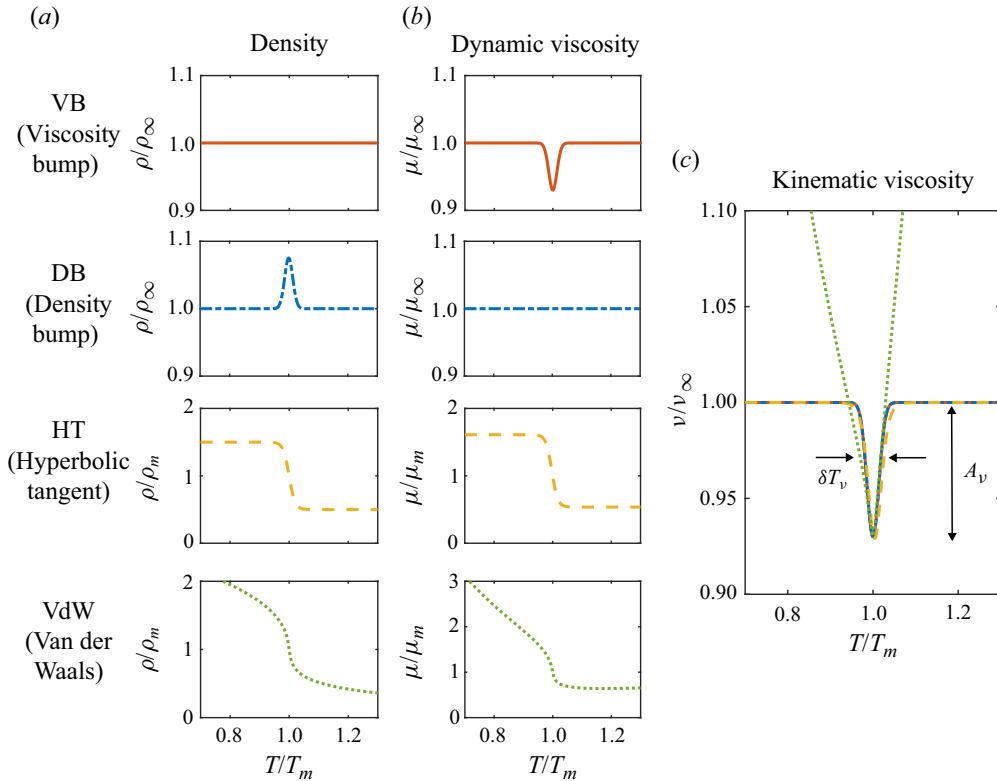 (a)
Density
(b)
Dynamic viscosity
VB
(Viscosity
bump)
ρ/ρ∞
1.1
1.0
0.9
μ/μ∞
1.1
1.0
0.9
DB
(Density
bump)
ρ/ρ∞
1.1
1.0
0.9
μ/μ∞
1.1
1.0
0.9
HT
(Hyperbolic
tangent)
ρ/ρm
2
1
0
μ/μm
2
1
0
VdW
(Van der
Waals)
ρ/ρm
2
1
0
0.8
1.0
1.2
T/Tm
μ/μm
3
2
1
0
0.8
1.0
1.2
T/Tm
(c)
Kinematic viscosity
ν/ν∞
1.10
1.05
1.00
0.95
0.90
δTν
Aν
0.8
1.0
1.2
T/Tm